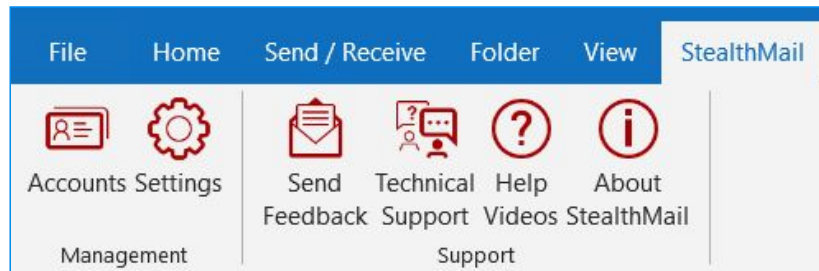 File Home Send / Receive Folder View StealthMail
Accounts Settings Send Technical Help About
Feedback Support Videos StealthMail
Management Support